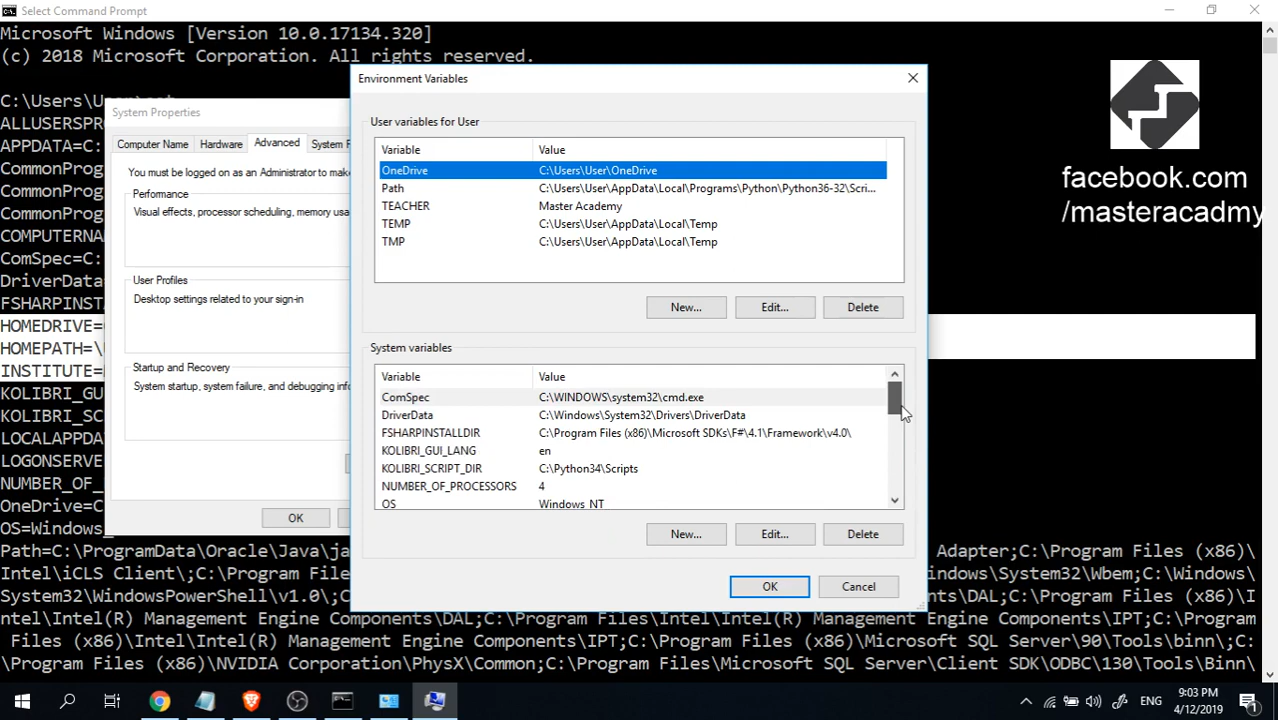 Select Command Prompt
Microsoft Windows [Version 10.0.17134.320]
(c) 2018 Microsoft Corporation. All rights reserved.
C:\Users\User\set
ALLUSERSPR
APPDATA=C:
CommonProg
CommonProg
CommonProg
COMPUTERNA
ComSpec=C:
DriverData
FSHARPINST
HOMEDRIVE=
HOMEPATH=\
INSTITUTE=
KOLIBRI_GU
KOLIBRI_SC
LOCALAPPDA
LOGONSERVE
NUMBER_OF_
OneDrive=C
OS=Windows_
Path=C:\ProgramData\Oracle\Java\ja
Adapter;C:\Program Files (x86)\
Intel\iCLS Client\;C:\Program File
indows\System32\Wbem;C:\Windows\
System32\WindowsPowerShell\v1.0\;C
omponents\DAL;C:\Program Files (x86)\I
ntel\Intel(R) Management Engine Components\DAL;C:\Program Files\Intel\Intel(R) Management Engine Components\IPT;C:\Program
Files (x86)\Intel\Intel(R) Management Engine Components\IPT;C:\Program Files (x86)\Microsoft SQL Server\90\Tools\binn\;C:
\Program Files (x86)\NVIDIA Corporation\PhysX\Common;C:\Program Files\Microsoft SQL Server\Client SDK\ODBC\130\Tools\Binn\
System Properties
Computer Name Hardware Advanced System P
You must be logged on as an Administrator to mak
Performance
Visual effects, processor scheduling, memory usa
User Profiles
Desktop settings related to your sign-in
Startup and Recovery
System startup, system failure, and debugging info
OK
Environment Variables
User variables for User
Variable Value
OneDrive C:\Users\User\OneDrive
Path C:\Users\User\AppData\Local\Programs\Python\Python36-32\Scri...
TEACHER Master Academy
TEMP C:\Users\User\AppData\Local\Temp
TMP C:\Users\User\AppData\Local\Temp
New... Edit... Delete
System variables
Variable Value
ComSpec C:\WINDOWS\system32\cmd.exe
DriverData C:\Windows\System32\Drivers\DriverData
FSHARPINSTALLDIR C:\Program Files (x86)\Microsoft SDKs\F#\4.1\Framework\v4.0\
KOLIBRI_GUI_LANG en
KOLIBRI_SCRIPT_DIR C:\Python34\Scripts
NUMBER_OF_PROCESSORS 4
OS Windows_NT
New... Edit... Delete
OK Cancel
facebook.com
/masteracadmy
ENG
9:03 PM
4/12/2019
1